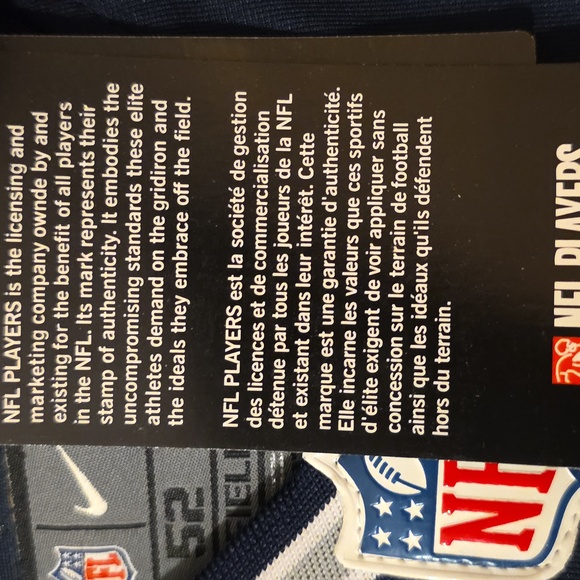 NFL PLAYERS is the licensing and
marketing company ownde by and
existing for the benefit of all players
in the NFL. Its mark represents their
stamp of authenticity. It embodies the
uncompromising standards these elite
athletes demand on the gridiron and
the ideals they embrace off the field.
NFL PLAYERS est la société de gestion
des licences et de commercialisation
détenue par tous les joueurs de la NFL
et existant dans leur intérêt. Cette
marque est une garantie d'authenticité.
Elle incarne les valeurs que ces sportifs
d'élite exigent de voir appliquer sans
concession sur le terrain de football
ainsi que les idéaux qu'ils défendent
hors du terrain.
NFL PLAYERS
NFL
52